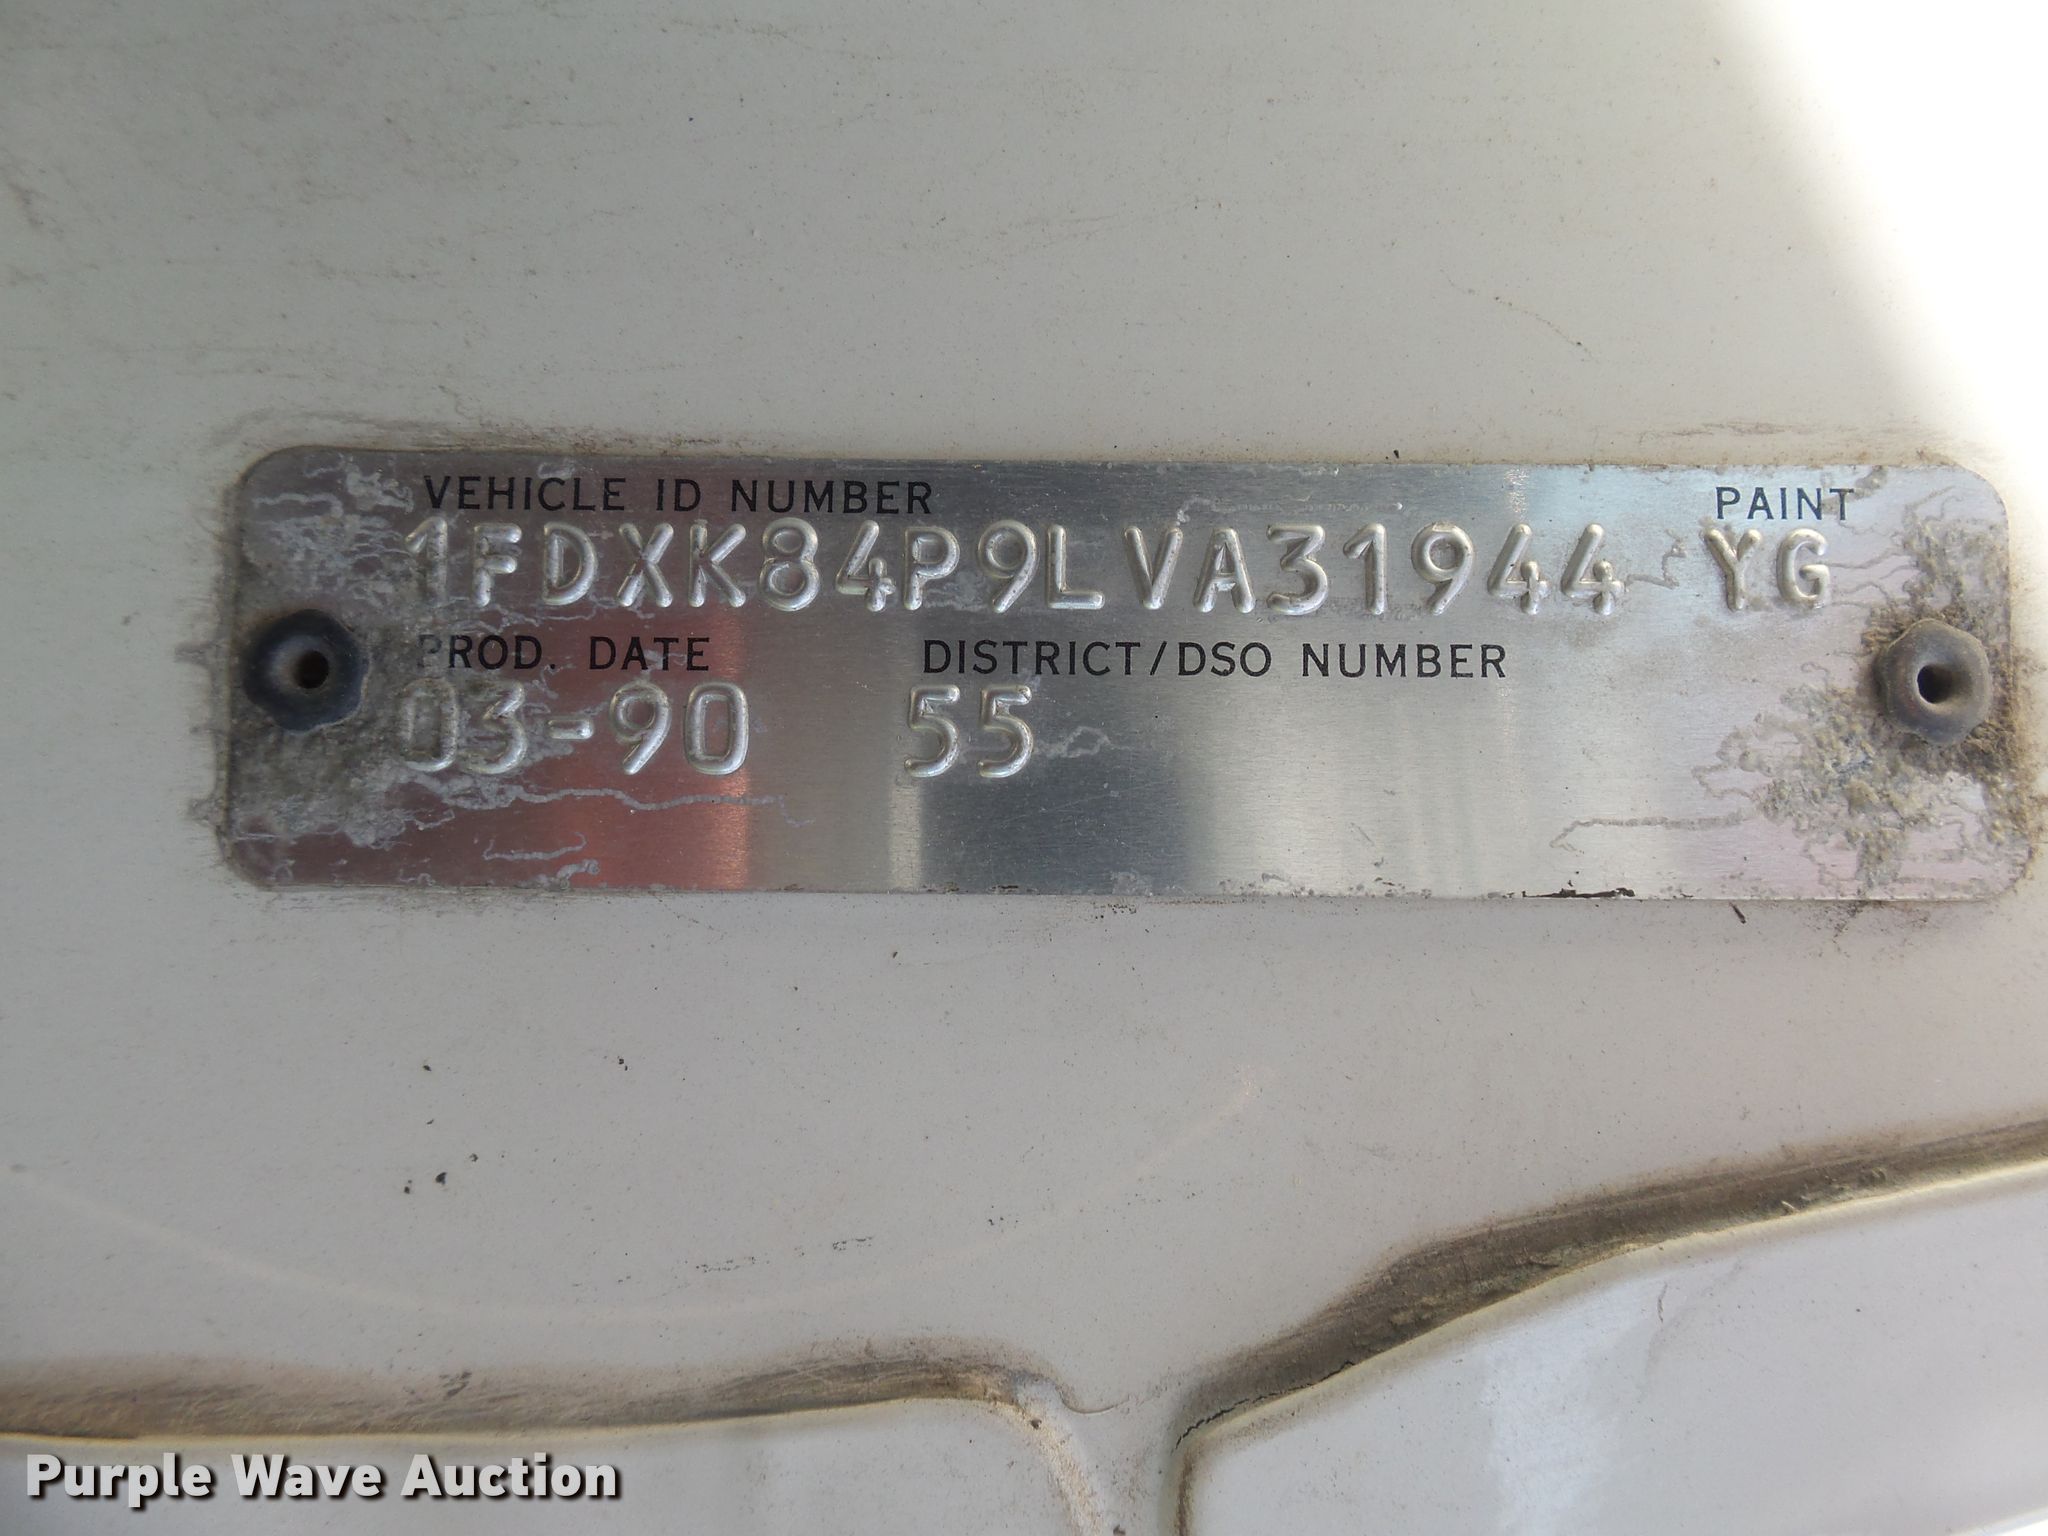 VEHICLE ID NUMBER PAINT
1FDXK84P9LVA31944 YG
PROD. DATE DISTRICT/DSO NUMBER
03-90 55
Purple Wave Auction